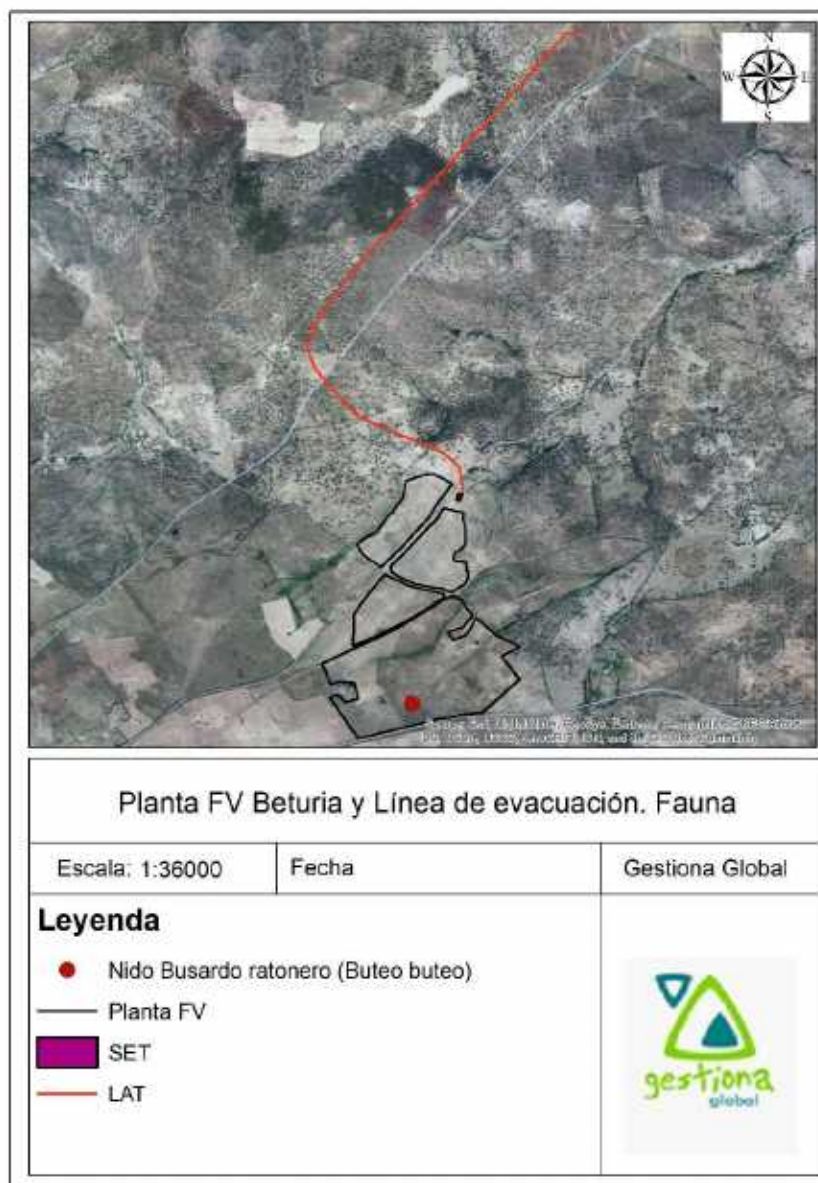 N
W E
S
Planta FV Beturia y Línea de evacuación. Fauna
Escala: 1:36000
Fecha
Gestiona Global
Leyenda
Nido Busardo ratonero (Buteo buteo)
Planta FV
SET
LAT
gestiona
global